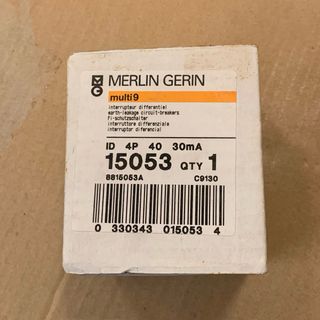 MG
MERLIN GERIN
multi9
interrupteur differentiel
earth-leakage circuit-breakers
fi-schutzschalter
interruttore differenziale
interruptor diferencial
ID 4P 40 30mA
15053 QTY 1
8815053A C9130
0 330343 015053 4